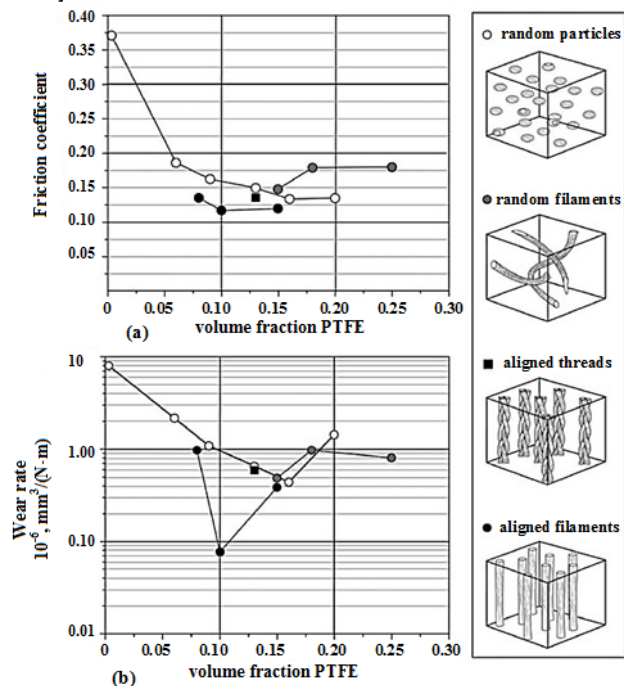 0.40
0.35
0.30
0.25
0.20
0.15
0.10
0.05
Friction coefficient
0 0.05 0.10 0.15 0.20 0.25 0.30
(a)
volume fraction PTFE
10
1.00
0.10
0.01
Wear rate
10⁻⁶, mm³/(N·m)
0 0.05 0.10 0.15 0.20 0.25 0.30
(b)
volume fraction PTFE
random particles
random filaments
aligned threads
aligned filaments